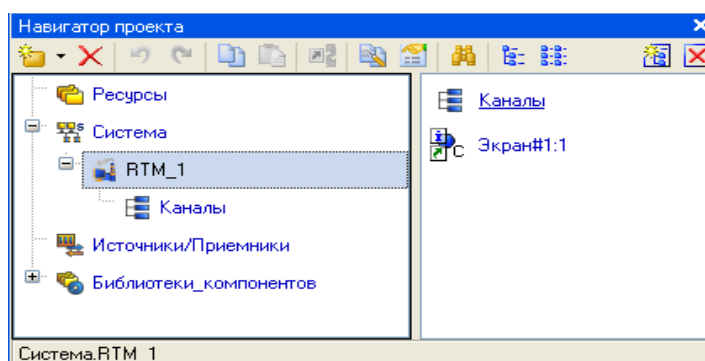 Навигатор проекта
Ресурсы
Система
RTM_1
Каналы
Источники/Приемники
Библиотеки_компонентов
Каналы
Экран#1:1
Система.RTM_1